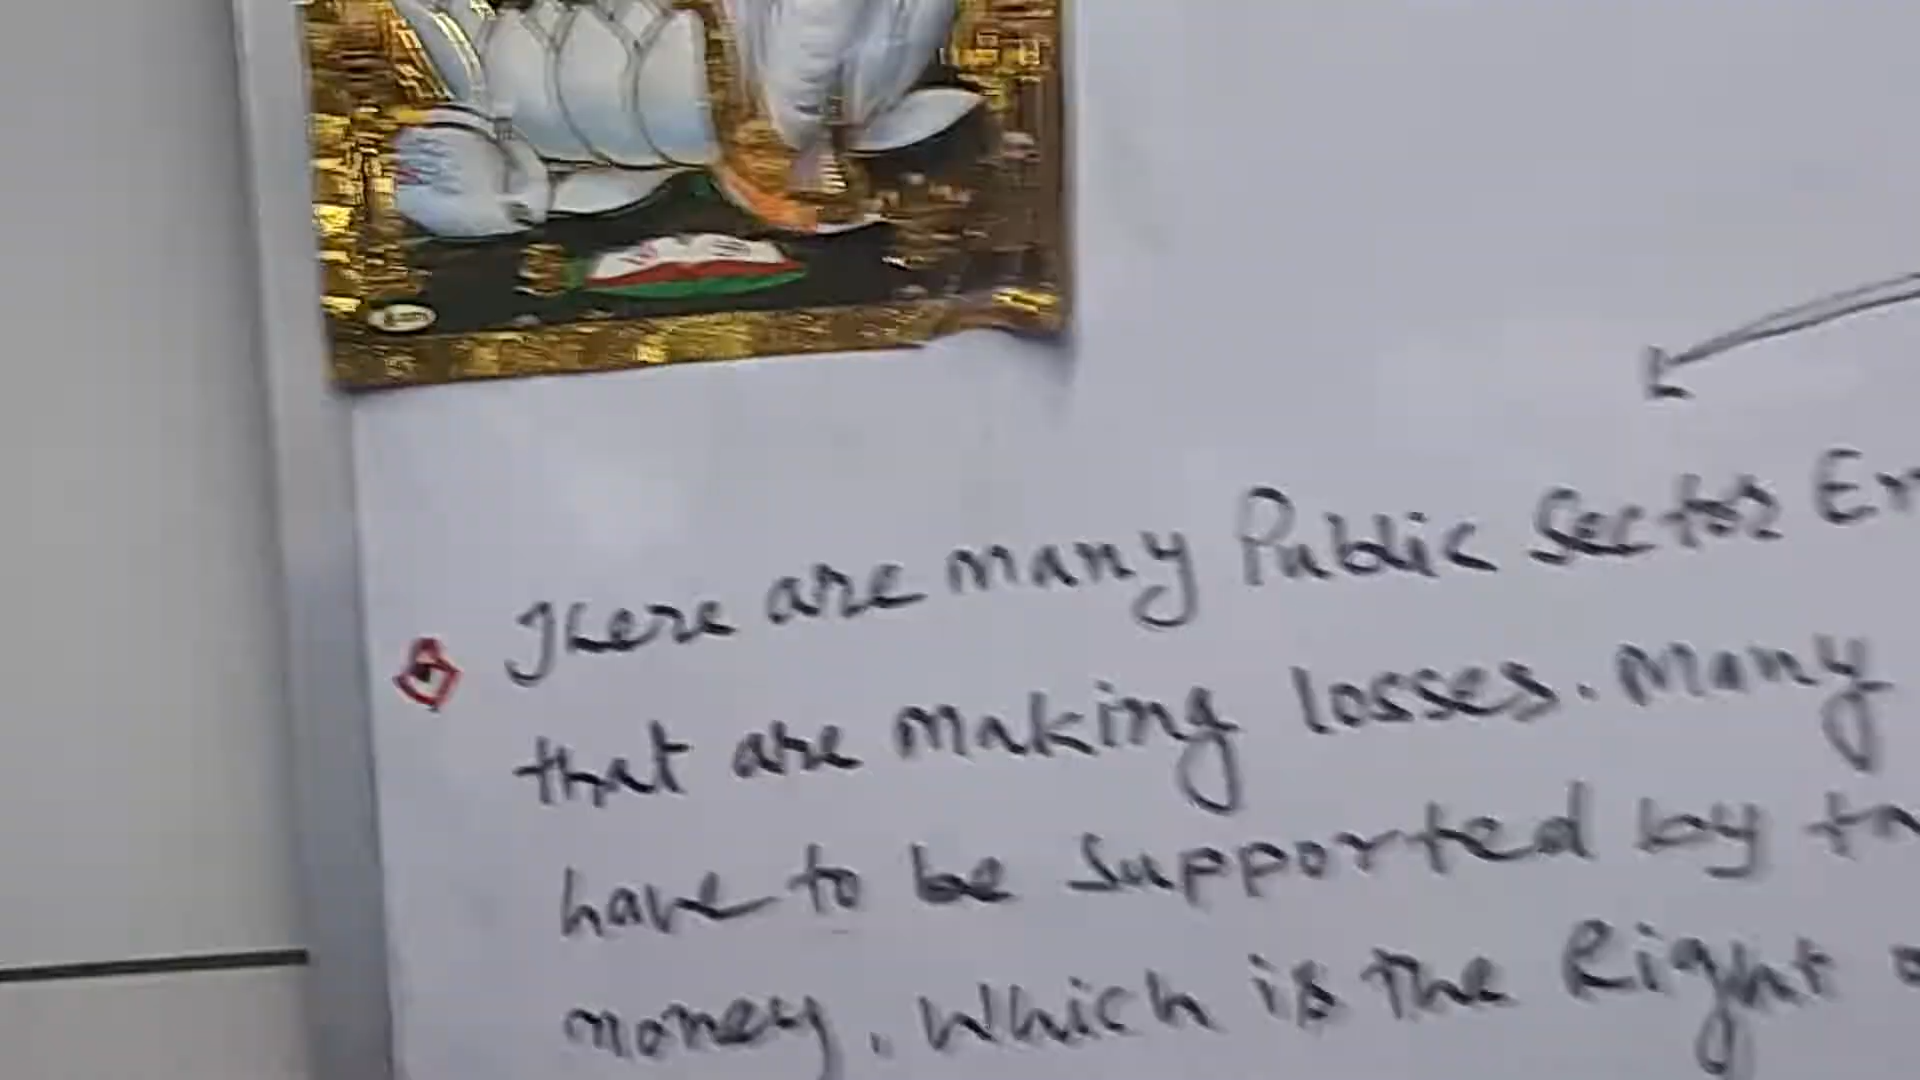 There are many Public Sector En
that are making losses. Many
have to be supported by
money. Which is the Right